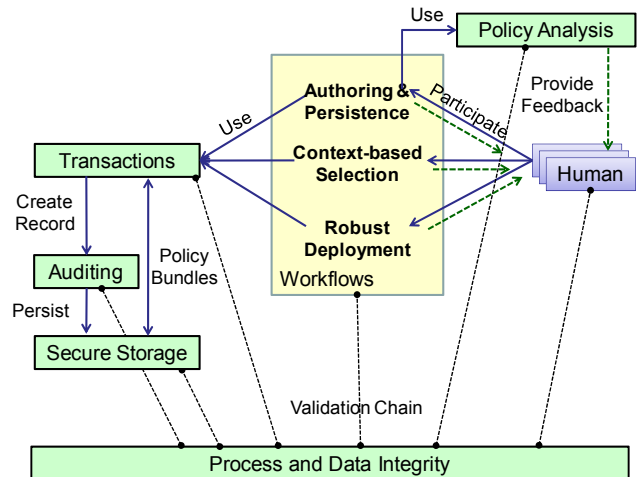 Use
Policy Analysis
Authoring &
Persistence
Participate
Provide
Feedback
Use
Transactions
Context-based
Selection
Human
Create
Record
Robust
Deployment
Policy
Bundles
Auditing
Workflows
Persist
Secure Storage
Validation Chain
Process and Data Integrity